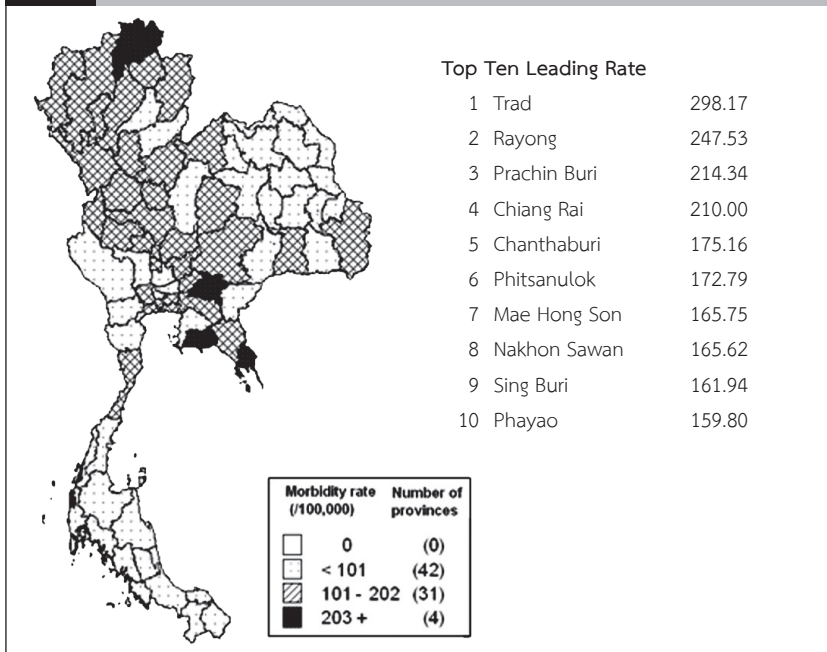 Top Ten Leading Rate
1 Trad 298.17
2 Rayong 247.53
3 Prachin Buri 214.34
4 Chiang Rai 210.00
5 Chanthaburi 175.16
6 Phitsanulok 172.79
7 Mae Hong Son 165.75
8 Nakhon Sawan 165.62
9 Sing Buri 161.94
10 Phayao 159.80
Morbidity rate Number of
(/100,000) provinces
0 (0)
< 101 (42)
101 - 202 (31)
203 + (4)